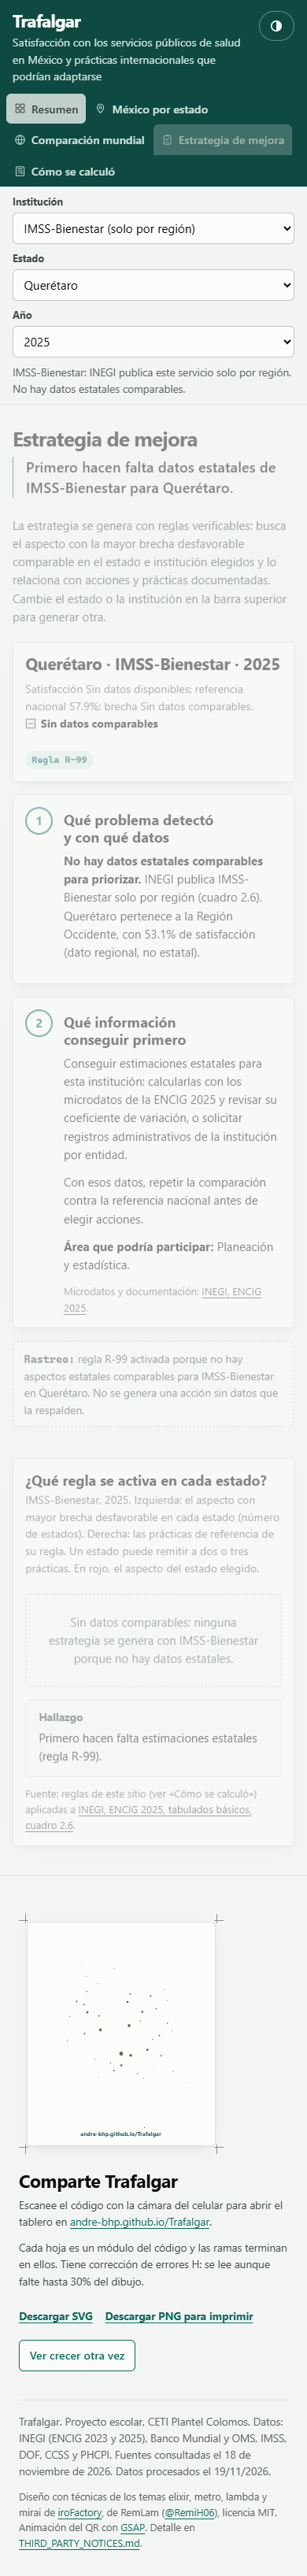 Trafalgar
Satisfacción con los servicios públicos de salud
en México y prácticas internacionales que
podrían adaptarse
Resumen
México por estado
Comparación mundial
Estrategia de mejora
Cómo se calculó
Institución
IMSS-Bienestar (solo por región)
Estado
Querétaro
Año
2025
IMSS-Bienestar: INEGI publica este servicio solo por region.
No hay datos estatales comparables.
Estrategia de mejora
Primero hacen falta datos estatales de
IMSS-Bienestar para Querétaro.
La estrategia se genera con reglas verificables: busca
el aspecto con la mayor brecha desfavorable
comparable en el estado e institución elegidos y lo
relaciona con acciones y prácticas documentadas.
Cambie el estado o la institución en la barra superior
para generar otra.
Querétaro · IMSS-Bienestar · 2025
Satisfacción Sin datos disponibles; referencia
nacional 57.9%; brecha Sin datos comparables.
Sin datos comparables
Regla R-99
1
Qué problema detectó
y con qué datos
No hay datos estatales comparables
para priorizar. INEGI publica IMSS-
Bienestar solo por región (cuadro 2.6).
Querétaro pertenece a la Región
Occidente, con 53.1% de satisfacción
(dato regional, no estatal).
2
Qué información
conseguir primero
Conseguir estimaciones estatales para
esta institución: calcularlas con los
microdatos de la ENCIG 2025 y revisar su
coeficiente de variación, o solicitar
registros administrativos de la institución
por entidad.
Con esos datos, repetir la comparación
contra la referencia nacional antes de
elegir acciones.
Área que podría participar: Planeación
y estadística.
Microdatos y documentación: INEGI, ENCIG
2025.
Rastreo: regla R-99 activada porque no hay
aspectos estatales comparables para IMSS-Bienestar
en Querétaro. No se genera una acción sin datos que
la respalden.
¿Qué regla se activa en cada estado?
IMSS-Bienestar, 2025. Izquierda: el aspecto con
mayor brecha desfavorable en cada estado (número
de estados). Derecha: las prácticas de referencia de
su regla. Un estado puede remitir a dos o tres
prácticas. En rojo, el aspecto del estado elegido.
Sin datos comparables: ninguna
estrategia se genera con IMSS-Bienestar
porque no hay datos estatales.
Hallazgo
Primero hacen falta estimaciones estatales
(regla R-99).
Fuente: reglas de este sitio (ver «Cómo se calculó»)
aplicadas a INEGI, ENCIG 2025, tabulados básicos,
cuadro 2.6.
andre-bhp.github.io/Trafalgar
Comparte Trafalgar
Escanee el código con la cámara del celular para abrir el
tablero en andre-bhp.github.io/Trafalgar.
Cada hoja es un módulo del código y las ramas terminan
en ellos. Tiene corrección de errores H: se lee aunque
falte hasta 30% del dibujo.
Descargar SVG
Descargar PNG para imprimir
Ver crecer otra vez
Trafalgar. Proyecto escolar, CETI Plantel Colomos. Datos:
INEGI (ENCIG 2023 y 2025), Banco Mundial y OMS, IMSS,
DOF, CCSS y PHCPI. Fuentes consultadas el 18 de
noviembre de 2026. Datos procesados el 19/11/2026.
Diseño con técnicas de los temas elixir, metro, lambda y
mirai de iroFactory, de RemLam (@RemiH06), licencia MIT.
Animación del QR con GSAP. Detalle en
THIRD_PARTY_NOTICES.md.